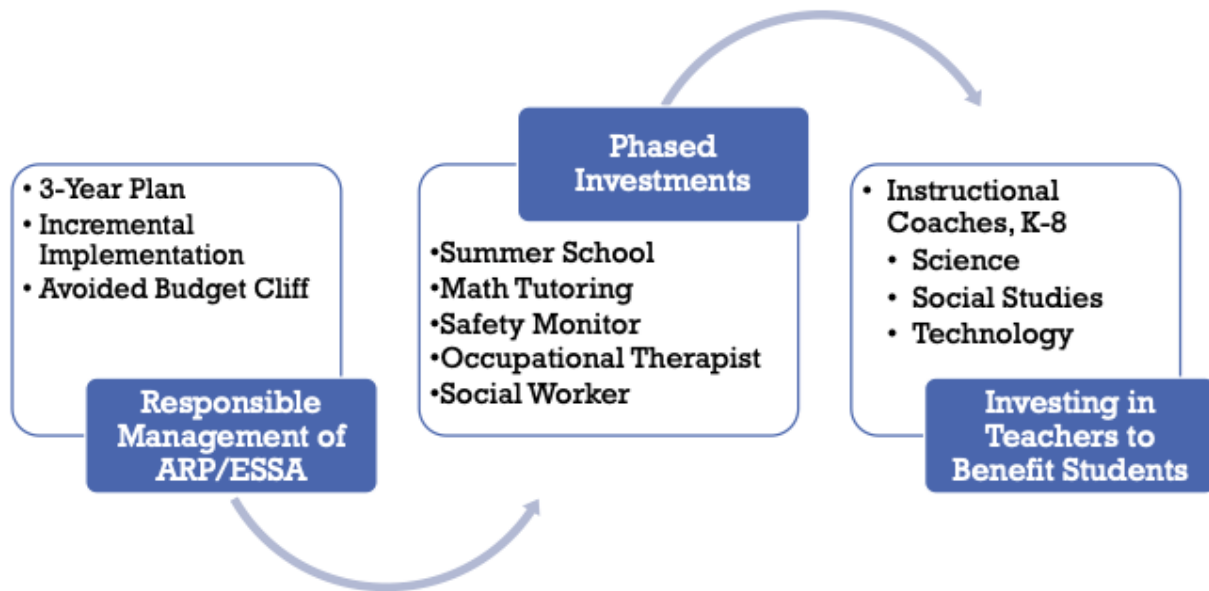 • 3-Year Plan
• Incremental
Implementation
• Avoided Budget Cliff
Responsible
Management of
ARP/ESSA
Phased
Investments
•Summer School
•Math Tutoring
•Safety Monitor
•Occupational Therapist
•Social Worker
• Instructional
Coaches, K-8
• Science
• Social Studies
• Technology
Investing in
Teachers to
Benefit Students